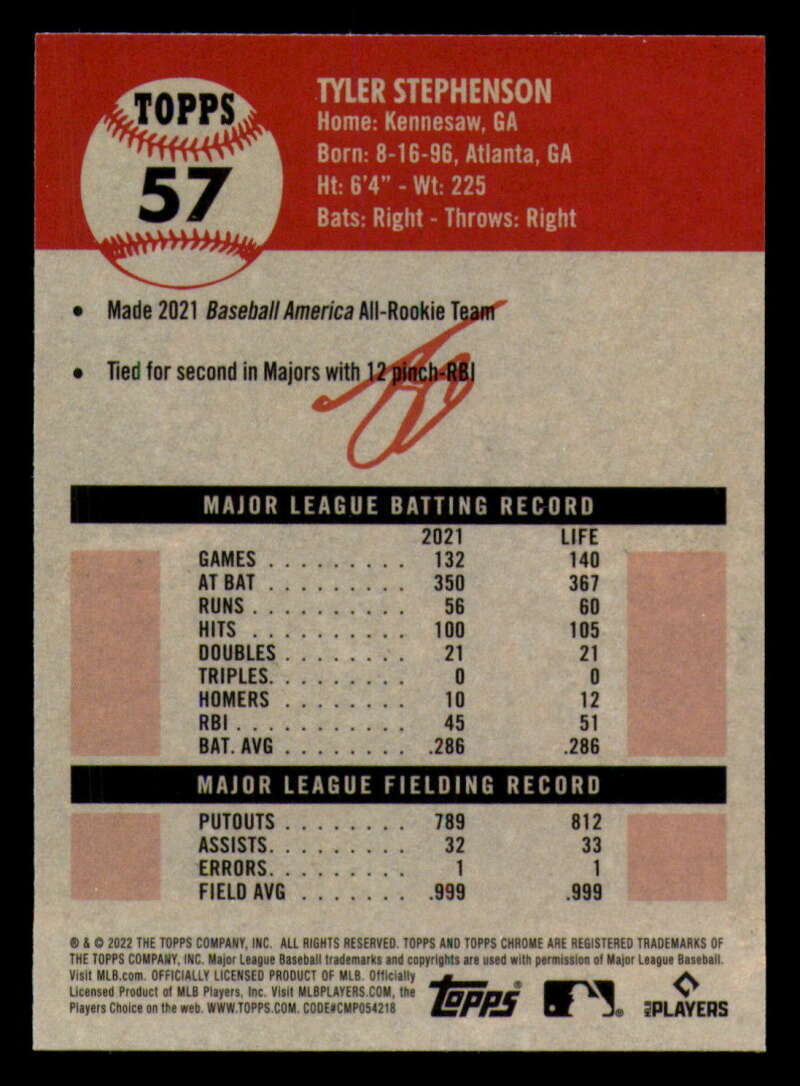 TOPPS
57
TYLER STEPHENSON
Home: Kennesaw, GA
Born: 8-16-96, Atlanta, GA
Ht: 6'4" - Wt: 225
Bats: Right - Throws: Right
• Made 2021 Baseball America All-Rookie Team
• Tied for second in Majors with 12 pinch-RBI
MAJOR LEAGUE BATTING RECORD
2021 LIFE
GAMES . . . . . . . . . 132 140
AT BAT . . . . . . . . . 350 367
RUNS . . . . . . . . . . 56 60
HITS . . . . . . . . . . 100 105
DOUBLES . . . . . . . . 21 21
TRIPLES. . . . . . . . . 0 0
HOMERS . . . . . . . . . 10 12
RBI . . . . . . . . . . . 45 51
BAT. AVG . . . . . . . . .286 .286
MAJOR LEAGUE FIELDING RECORD
PUTOUTS . . . . . . . . 789 812
ASSISTS. . . . . . . . . 32 33
ERRORS. . . . . . . . . 1 1
FIELD AVG . . . . . . . .999 .999
® & © 2022 THE TOPPS COMPANY, INC. ALL RIGHTS RESERVED. TOPPS AND TOPPS CHROME ARE REGISTERED TRADEMARKS OF
THE TOPPS COMPANY, INC. Major League Baseball trademarks and copyrights are used with permission of Major League Baseball.
Visit MLB.com. OFFICIALLY LICENSED PRODUCT OF MLB. Officially
Licensed Product of MLB Players, Inc. Visit MLBPLAYERS.COM, the
Players Choice on the web. WWW.TOPPS.COM. CODE#CMP054218
topps® ® MLB PLAYERS